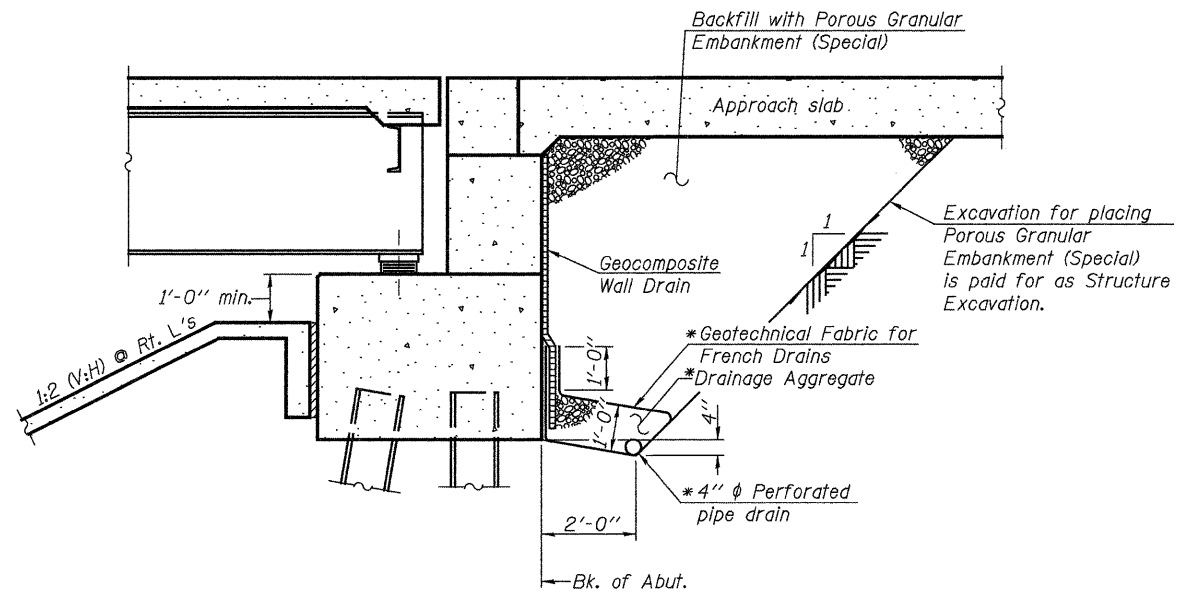 Backfill with Porous Granular
Embankment (Special)
Approach slab
Excavation for placing
Porous Granular
Embankment (Special)
is paid for as Structure
Excavation.
1
1
Geocomposite
Wall Drain
1'-0" min.
1:2 (V:H) @ Rt. L's
*Geotechnical Fabric for
French Drains
*Drainage Aggregate
1'-0"
1'-0"
4"
*4" ϕ Perforated
pipe drain
2'-0"
Bk. of Abut.